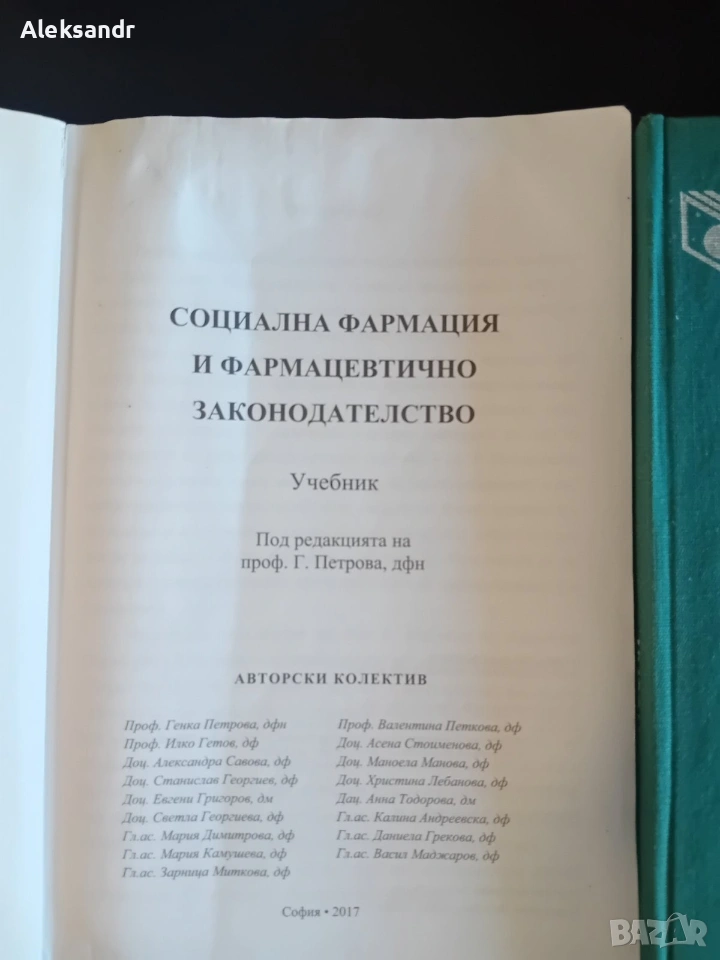 Aleksandr
СОЦИАЛНА ФАРМАЦИЯ
И ФАРМАЦЕВТИЧНО
ЗАКОНОДАТЕЛСТВО
Учебник
Под редакцията на
проф. Г. Петрова, дфн
АВТОРСКИ КОЛЕКТИВ
Проф. Генка Петрова, дфн
Проф. Илко Гетов, дф
Доц. Александра Савова, дф
Доц. Станислав Георгиев, дф
Доц. Евгени Григоров, дм
Доц. Светла Георгиева, дф
Гл.ас. Мария Димитрова, дф
Гл.ас. Мария Камушева, дф
Гл.ас. Зарница Миткова, дф
Проф. Валентина Петкова, дф
Доц. Асена Стоименова, дф
Доц. Маноела Манова, дф
Доц. Христина Лебанова, дф
Дац. Анна Тодорова, дм
Гл.ас. Калина Андреевска, дф
Гл.ас. Даниела Грекова, дф
Гл.ас. Васил Маджаров, дф
София • 2017
BAZAR